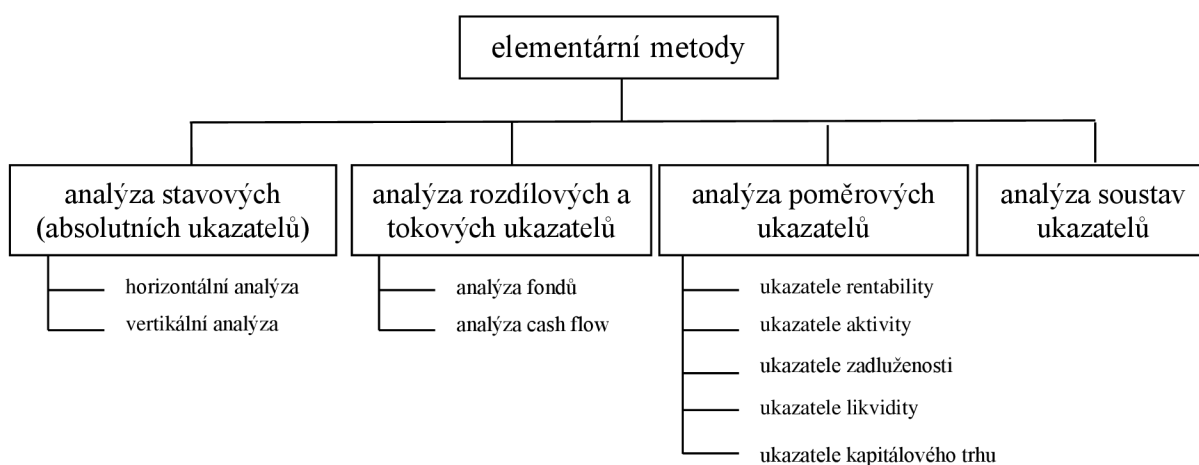 elementární metody
analýza stavových
(absolutních ukazatelů)
horizontální analýza
vertikální analýza
analýza rozdílových a
tokových ukazatelů
analýza fondů
analýza cash flow
analýza poměrových
ukazatelů
ukazatele rentability
ukazatele aktivity
ukazatele zadluženosti
ukazatele likvidity
ukazatele kapitálového trhu
analýza soustav
ukazatelů